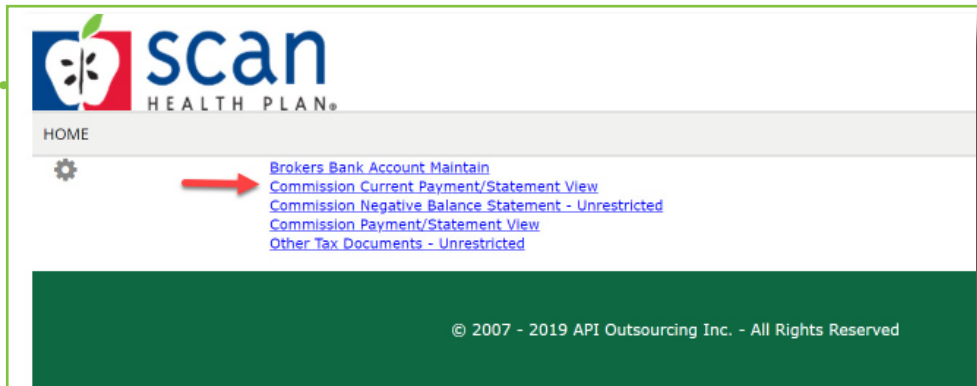 scan
HEALTH PLAN®
HOME
Brokers Bank Account Maintain
Commission Current Payment/Statement View
Commission Negative Balance Statement - Unrestricted
Commission Payment/Statement View
Other Tax Documents - Unrestricted
© 2007 - 2019 API Outsourcing Inc. - All Rights Reserved